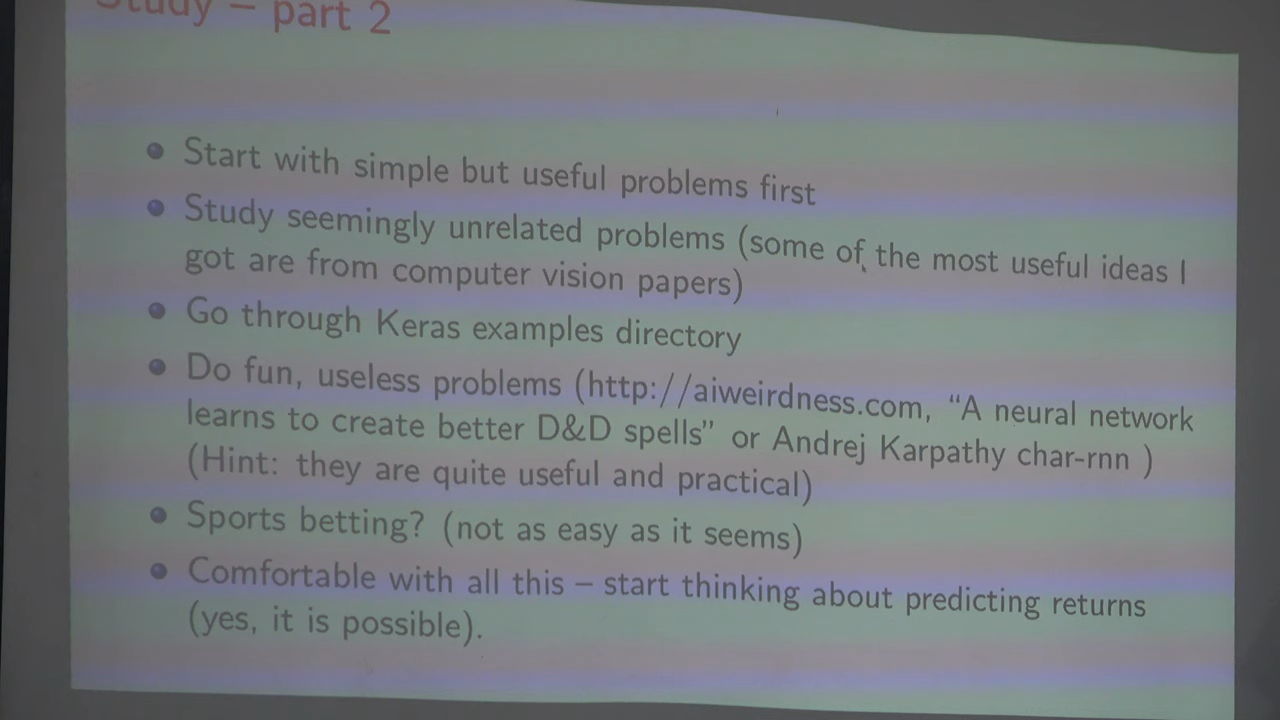 Study – part 2
Start with simple but useful problems first
Study seemingly unrelated problems (some of the most useful ideas I
got are from computer vision papers)
Go through Keras examples directory
Do fun, useless problems (http://aiweirdness.com, “A neural network
learns to create better D&D spells” or Andrej Karpathy char-rnn )
(Hint: they are quite useful and practical)
Sports betting? (not as easy as it seems)
Comfortable with all this – start thinking about predicting returns
(yes, it is possible).